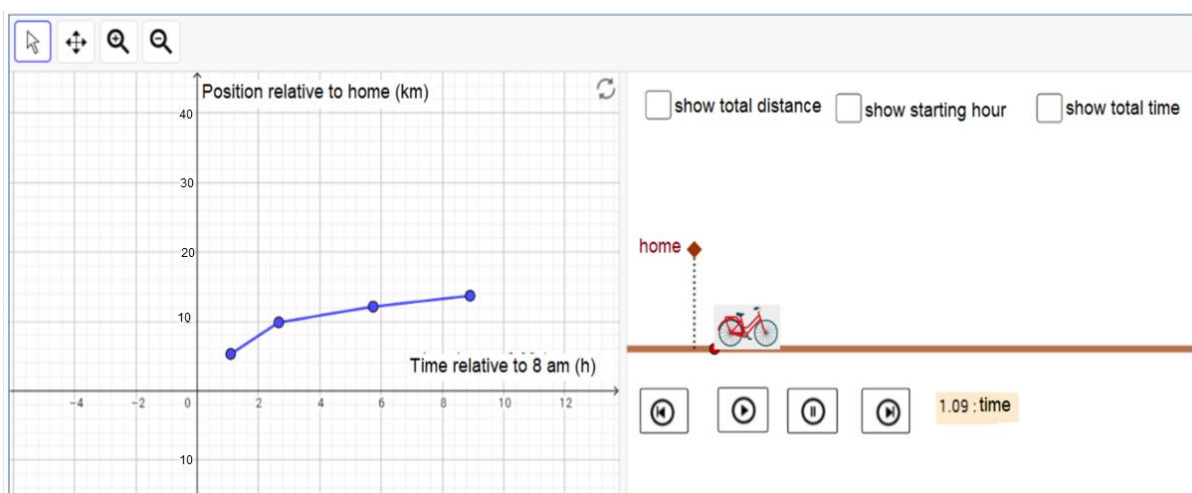 Position relative to home (km)
40
30
20
10
Time relative to 8 am (h)
-4
-2
0
2
4
6
8
10
12
10
show total distance
show starting hour
show total time
home
1.09 : time